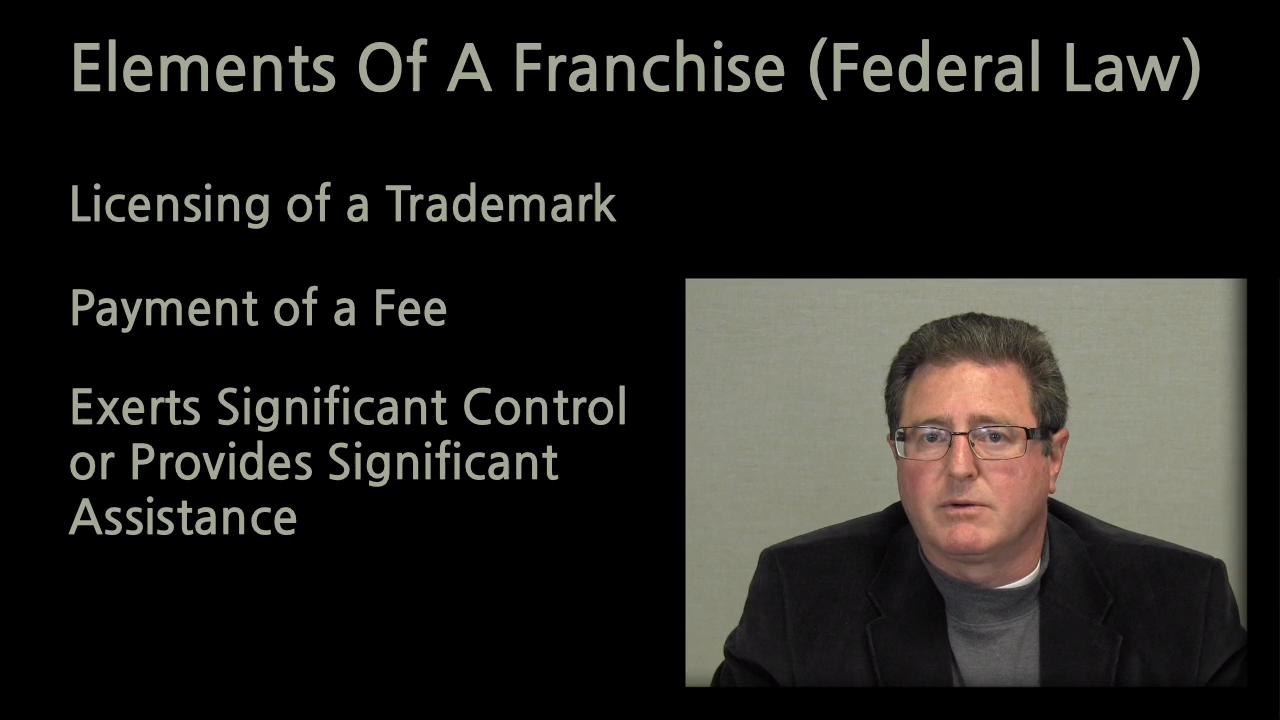 Elements Of A Franchise (Federal Law)
Licensing of a Trademark
Payment of a Fee
Exerts Significant Control
or Provides Significant
Assistance